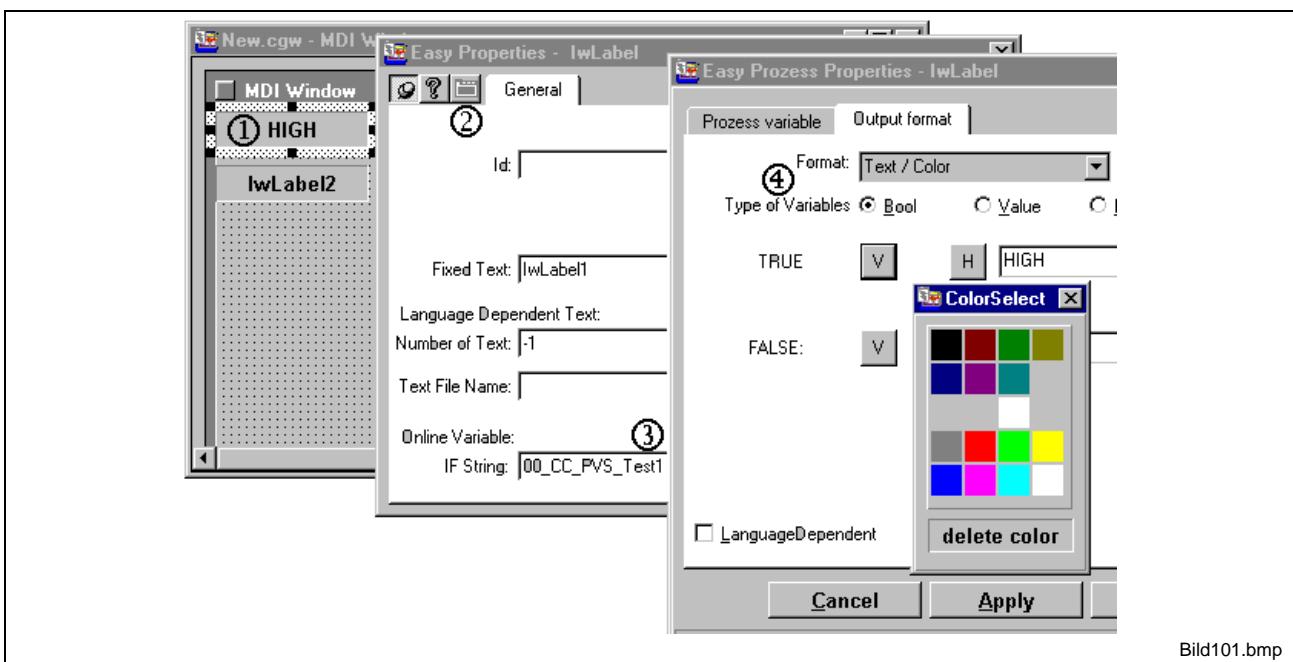 New.cgw - MDI W
MDI Window
① HIGH
IwLabel2
Easy Properties - IwLabel
General
②
Id:
Fixed Text: IwLabel1
Language Dependent Text:
Number of Text: -1
Text File Name:
Online Variable:
③
IF String: 00_CC_PVS_Test1
Easy Prozess Properties - IwLabel
Prozess variable Output format
Format: Text / Color
④
Type of Variables Bool Value
TRUE V H HIGH
FALSE: V
ColorSelect
delete color
LanguageDependent
Cancel Apply
Bild101.bmp